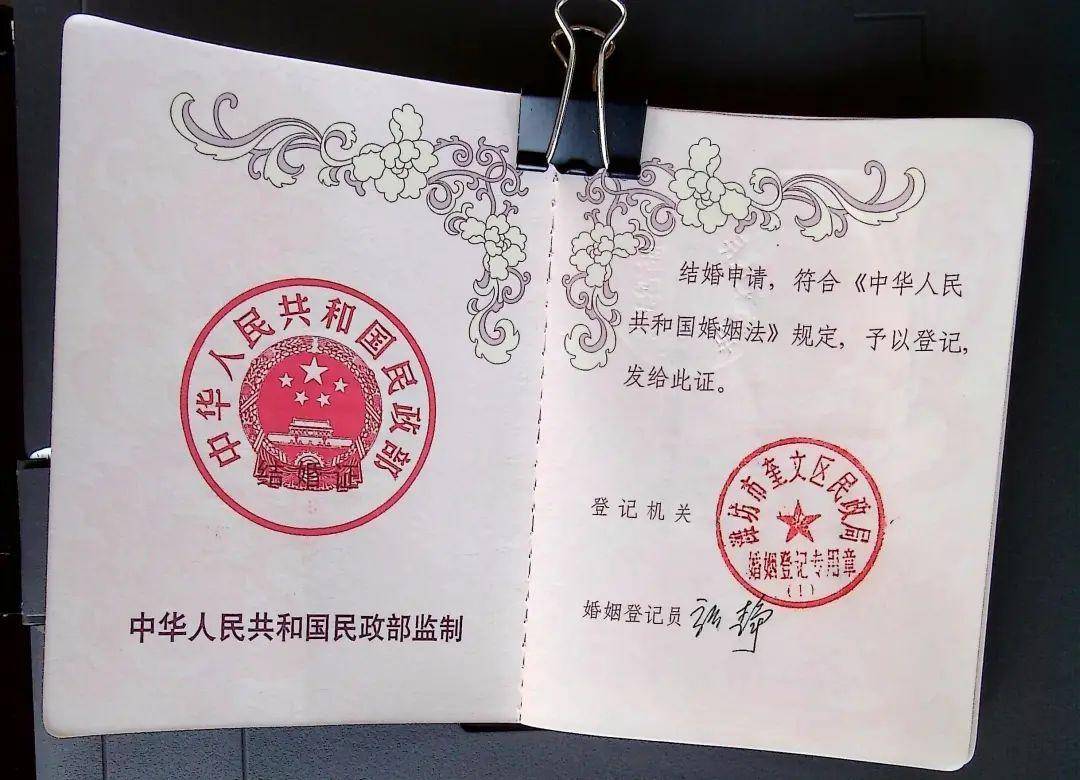 中华人民共和国民政部
中华人民共和国民政部监制
结婚申请，符合《中华人民
共和国婚姻法》规定，予以登记，
发给此证。
登记机关
潍坊市奎文区民政局
婚姻登记专用章
（1）
婚姻登记员